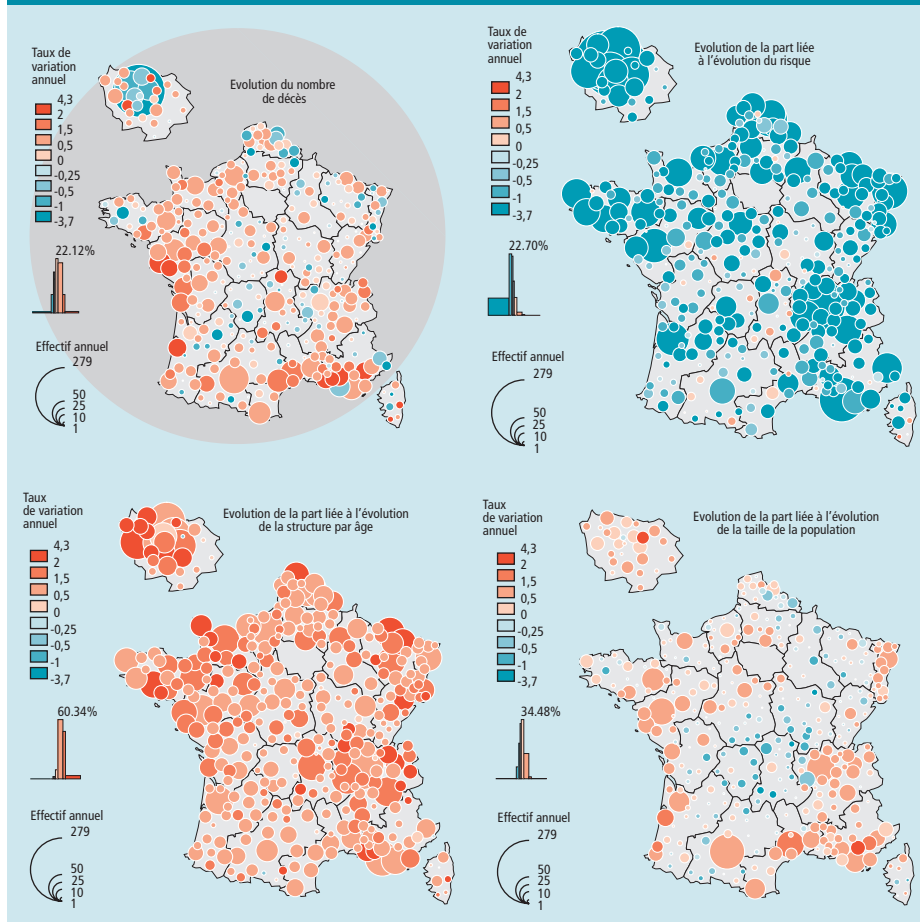 Taux de
variation
annuel
4,3
2
1,5
0,5
0
-0,25
-0,5
-1
-3,7
22.12%
Effectif annuel
279
50
25
10
1
Evolution du nombre
de décès
Taux de
variation
annuel
4,3
2
1,5
0,5
0
-0,25
-0,5
-1
-3,7
22.70%
Effectif annuel
279
50
25
10
1
Evolution de la part liée
à l'évolution du risque
Taux
de variation
annuel
4,3
2
1,5
0,5
0
-0,25
-0,5
-1
-3,7
60.34%
Effectif annuel
279
50
25
10
1
Evolution de la part liée à l'évolution
de la structure par âge
Taux
de variation
annuel
4,3
2
1,5
0,5
0
-0,25
-0,5
-1
-3,7
34.48%
Effectif annuel
279
50
25
10
1
Evolution de la part liée à l'évolution
de la taille de la population